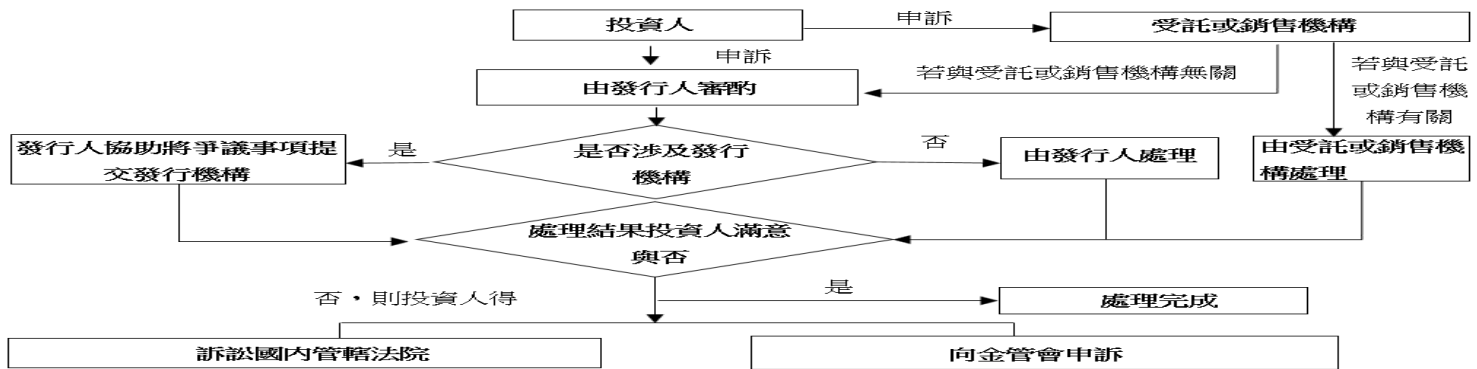 投資人
申訴
受託或銷售機構
申訴
由發行人審酌
若與受託或銷售機構無關
若與受託
或銷售機
構有關
發行人協助將爭議事項提
交發行機構
是
是否涉及發行
機構
否
由發行人處理
由受託或銷售機
構處理
處理結果投資人滿意
與否
否，則投資人得
是
處理完成
訴訟國內管轄法院
向金管會申訴